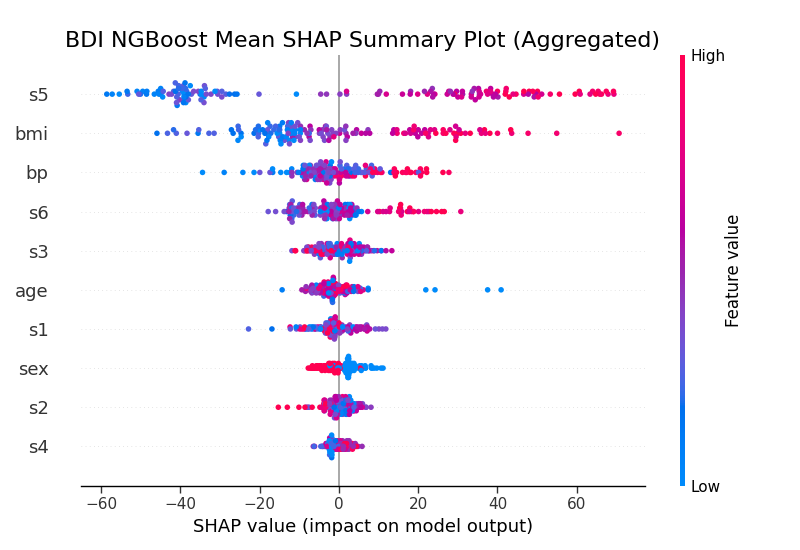 BDI NGBoost Mean SHAP Summary Plot (Aggregated)
High
s5
bmi
bp
s6
s3
age
s1
sex
s2
s4
Feature value
Low
−60 −40 −20 0 20 40 60
SHAP value (impact on model output)